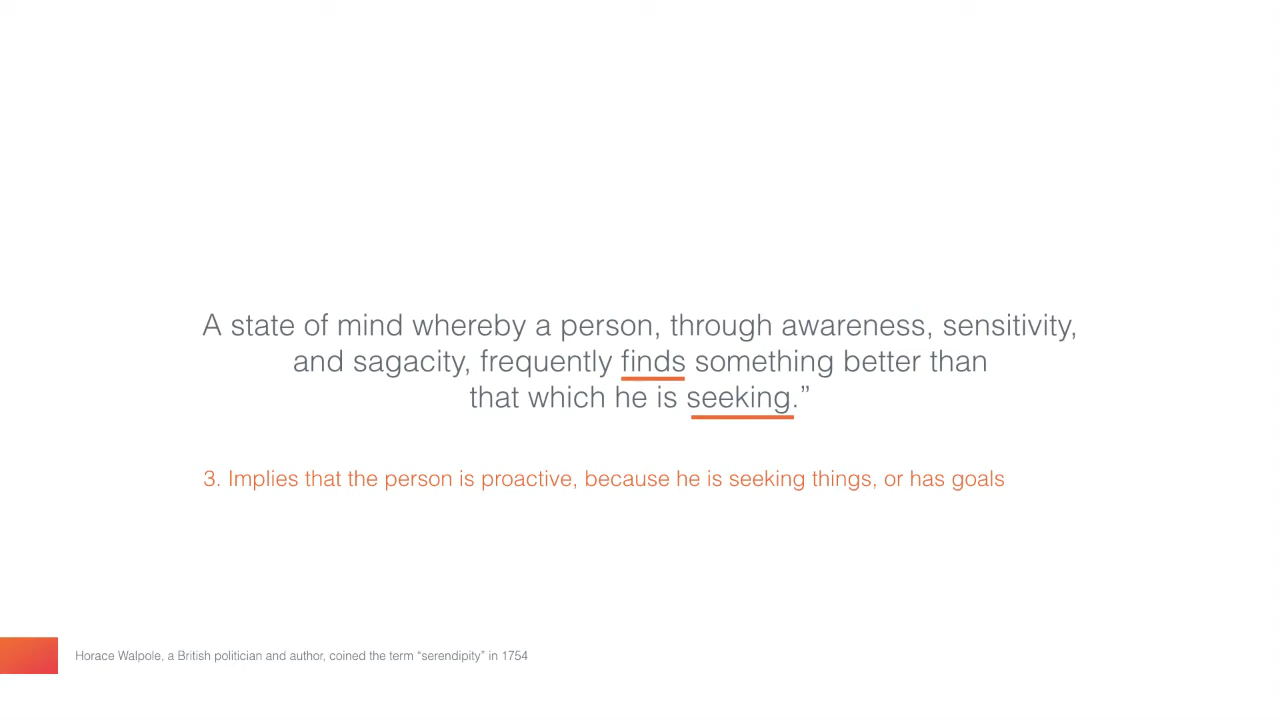 A state of mind whereby a person, through awareness, sensitivity,
and sagacity, frequently finds something better than
that which he is seeking.”
3. Implies that the person is proactive, because he is seeking things, or has goals
Horace Walpole, a British politician and author, coined the term “serendipity” in 1754